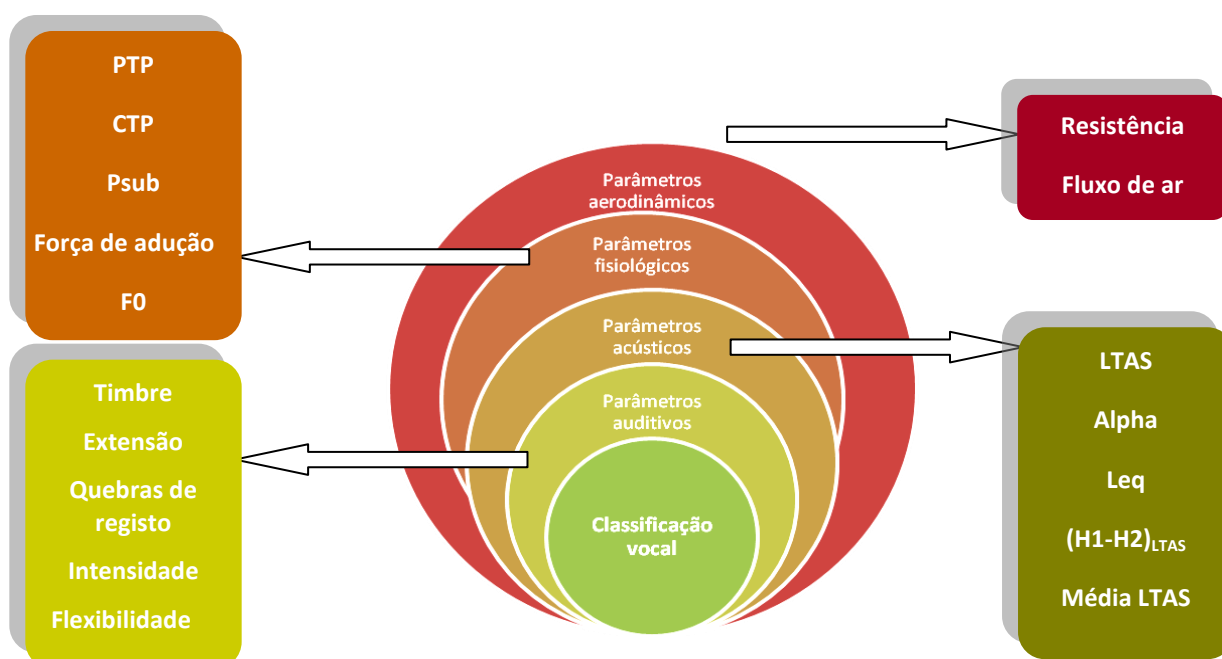 PTP
CTP
Psub
Força de adução
F0
Timbre
Extensão
Quebras de
registo
Intensidade
Flexibilidade
Parâmetros
aerodinâmicos
Parâmetros
fisiológicos
Parâmetros
acústicos
Parâmetros
auditivos
Classificação
vocal
Resistência
Fluxo de ar
LTAS
Alpha
Leq
(H1-H2)LTAS
Média LTAS